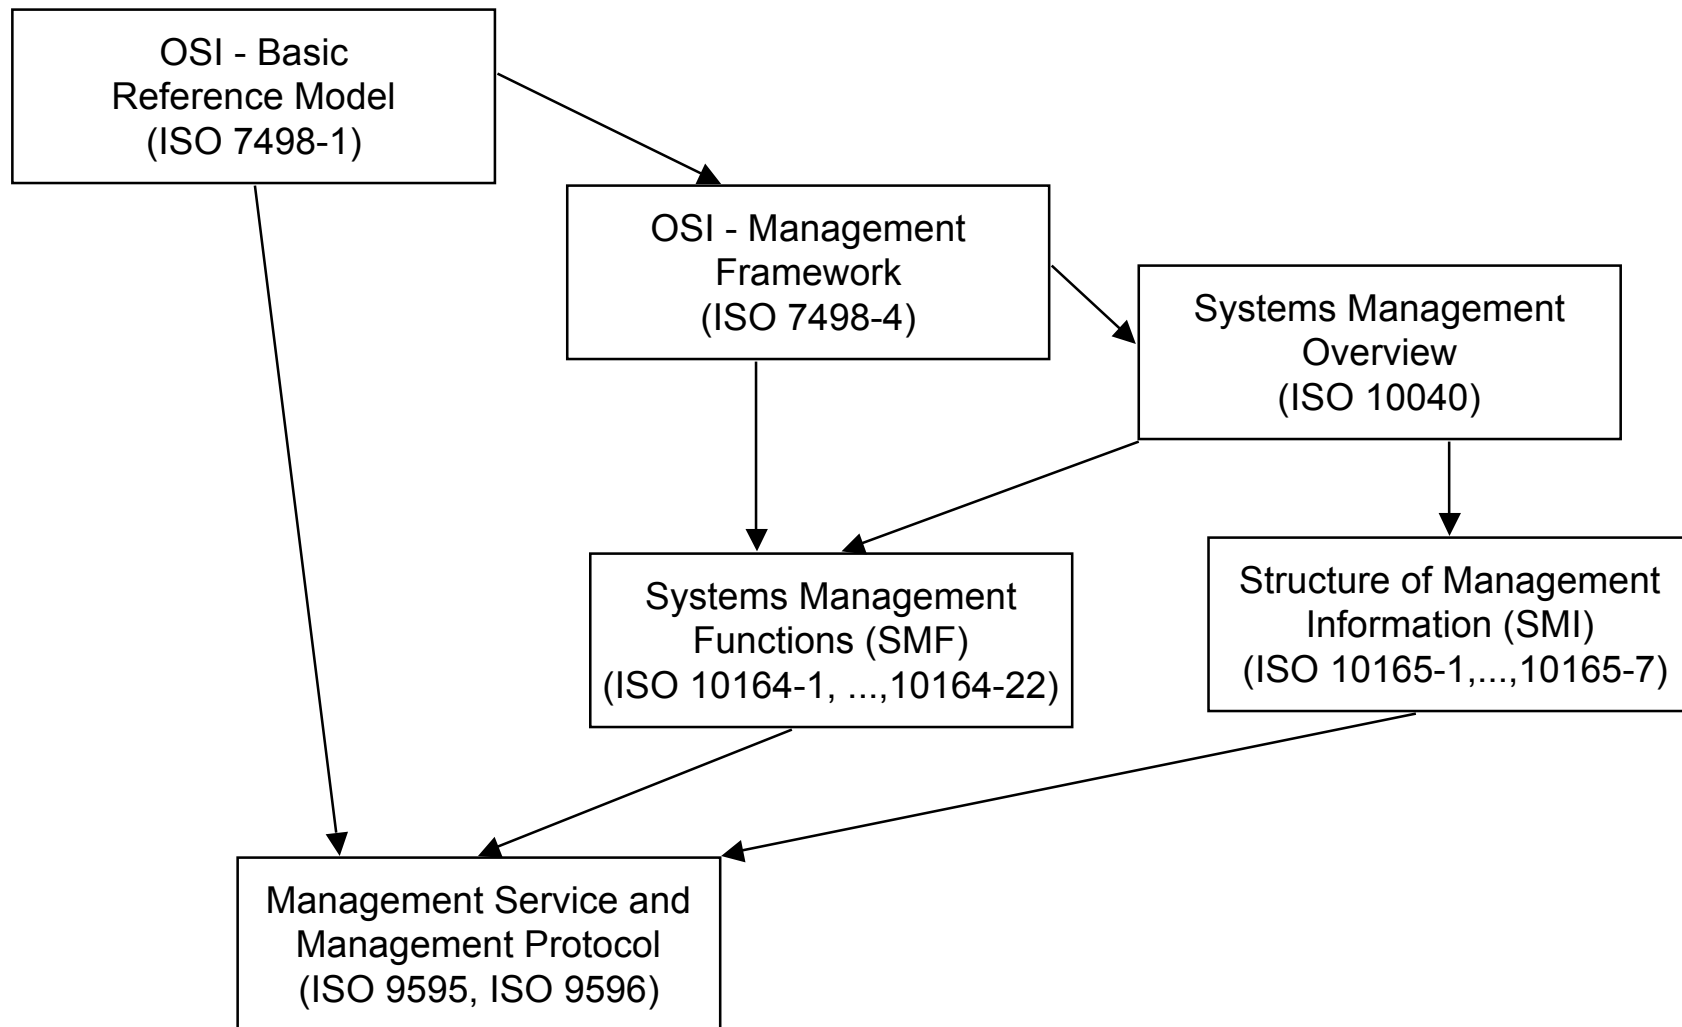 OSI - Basic
Reference Model
(ISO 7498-1)
OSI - Management
Framework
(ISO 7498-4)
Systems Management
Overview
(ISO 10040)
Systems Management
Functions (SMF)
(ISO 10164-1, ...,10164-22)
Structure of Management
Information (SMI)
(ISO 10165-1,...,10165-7)
Management Service and
Management Protocol
(ISO 9595, ISO 9596)